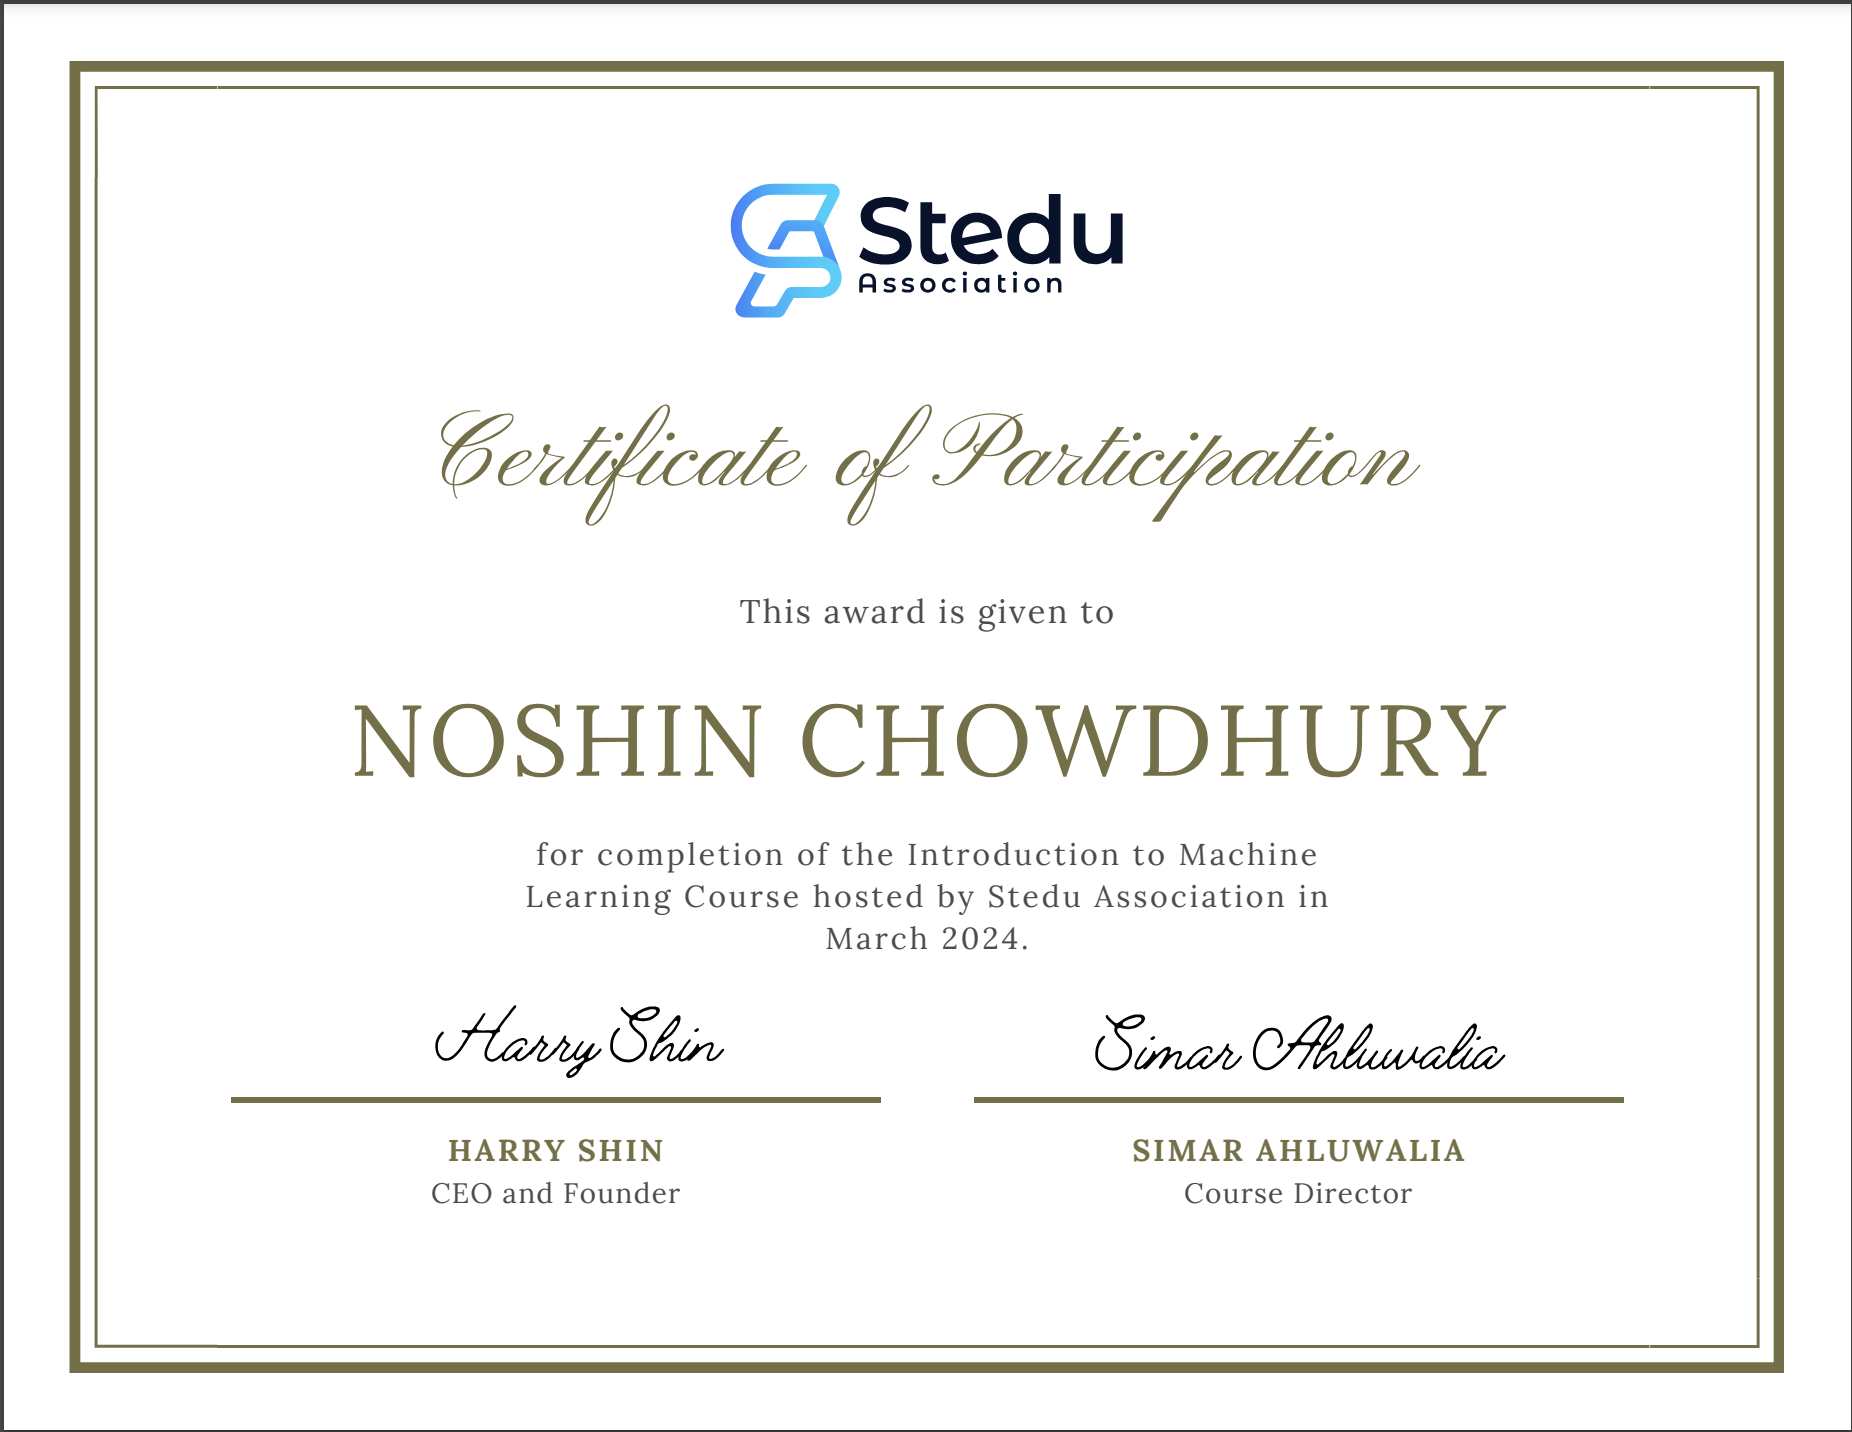 Stedu
Association
Certificate of Participation
This award is given to
NOSHIN CHOWDHURY
for completion of the Introduction to Machine
Learning Course hosted by Stedu Association in
March 2024.
Harry Shin
Simar Ahluwalia
HARRY SHIN
SIMAR AHLUWALIA
CEO and Founder
Course Director